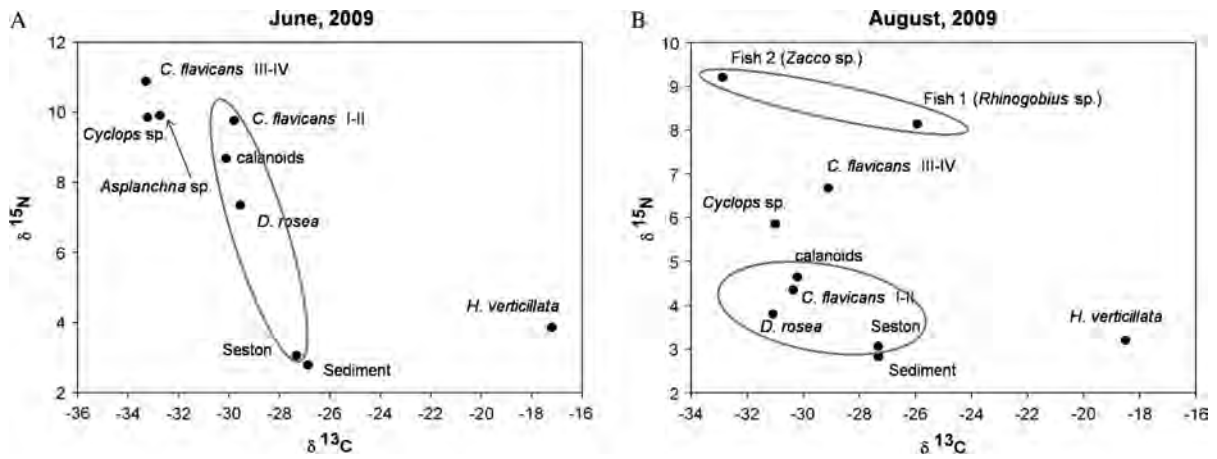 A
June, 2009
12
10
8
6
4
2
δ 15N
C. flavicans III-IV
Cyclops sp.
Asplanchna sp.
C. flavicans I-II
calanoids
D. rosea
H. verticillata
Seston
Sediment
-36 -34 -32 -30 -28 -26 -24 -22 -20 -18 -16
δ 13C
B
August, 2009
10
9
8
7
6
5
4
3
2
δ 15N
Fish 2 (Zacco sp.)
Fish 1 (Rhinogobius sp.)
C. flavicans III-IV
Cyclops sp.
calanoids
C. flavicans I-II
D. rosea
Seston
H. verticillata
Sediment
-34 -32 -30 -28 -26 -24 -22 -20 -18 -16
δ 13C